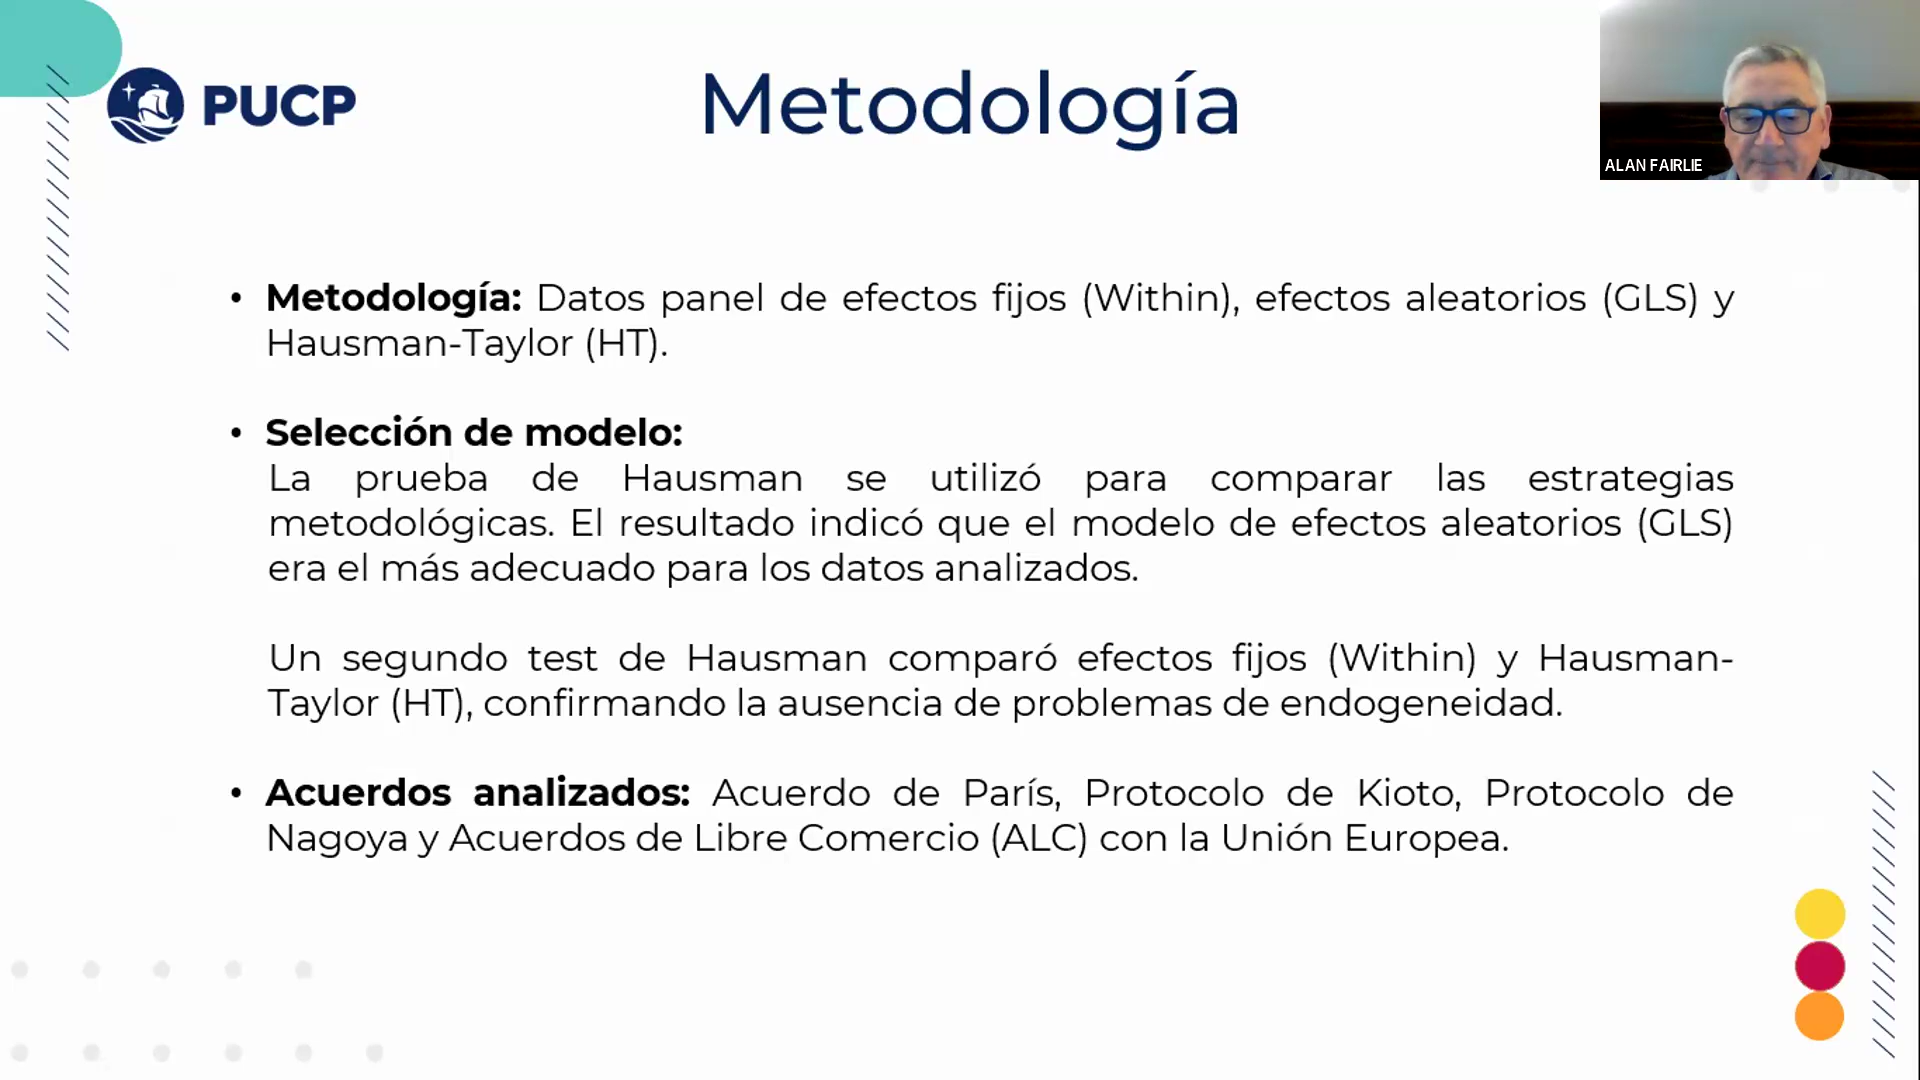 PUCP
Metodología
ALAN FAIRLIE
• Metodología: Datos panel de efectos fijos (Within), efectos aleatorios (GLS) y
Hausman-Taylor (HT).
• Selección de modelo:
La prueba de Hausman se utilizó para comparar las estrategias
metodológicas. El resultado indicó que el modelo de efectos aleatorios (GLS)
era el más adecuado para los datos analizados.
Un segundo test de Hausman comparó efectos fijos (Within) y Hausman-
Taylor (HT), confirmando la ausencia de problemas de endogeneidad.
• Acuerdos analizados: Acuerdo de París, Protocolo de Kioto, Protocolo de
Nagoya y Acuerdos de Libre Comercio (ALC) con la Unión Europea.